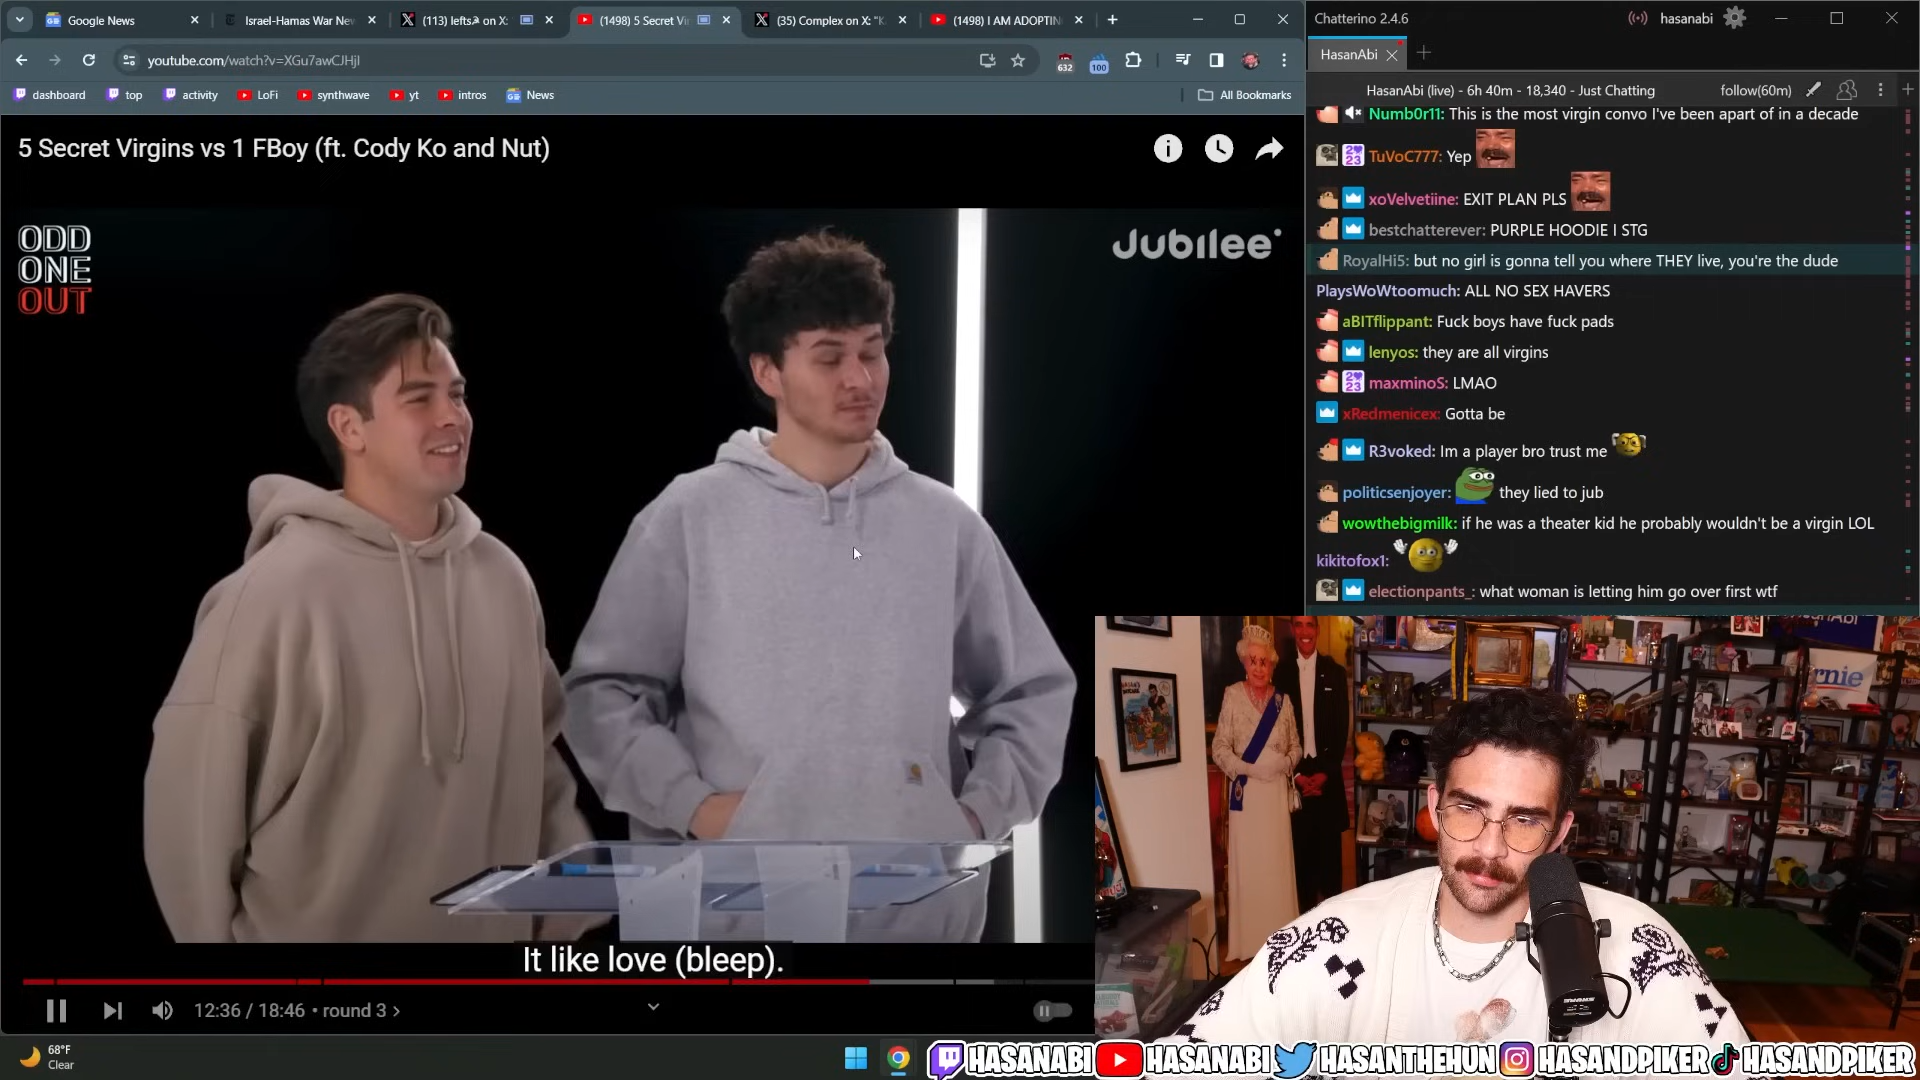 Google News
Israel-Hamas War Nev
(113) lefts
on X:
(1498) 5 Secret Vi
(35) Complex on X: "K
(1498) I AM ADOPTIN
youtube.com/watch?v=XGu7awCJHjI
632
100
dashboard
top
activity
LoFi
synthwave
yt
intros
News
All Bookmarks
5 Secret Virgins vs 1 FBoy (ft. Cody Ko and Nut)
ODD
ONE
OUT
Jubilee
It like love (bleep).
12:36 / 18:46 • round 3 >
68°F
Clear
Chatterino 2.4.6
hasanabi
HasanAbi
HasanAbi (live) - 6h 40m - 18,340 - Just Chatting
follow(60m)
Numb0r11: This is the most virgin convo I've been apart of in a decade
TuVoC777: Yep
xoVelvetiine: EXIT PLAN PLS
bestchatterever: PURPLE HOODIE I STG
RoyalHi5: but no girl is gonna tell you where THEY live, you're the dude
PlaysWoWtoomuch: ALL NO SEX HAVERS
aBITflippant: Fuck boys have fuck pads
lenyos: they are all virgins
maxminoS: LMAO
xRedmenicex: Gotta be
R3voked: Im a player bro trust me
politicsenjoyer: they lied to jub
wowthebigmilk: if he was a theater kid he probably wouldn't be a virgin LOL
kikitofox1:
electionpants_: what woman is letting him go over first wtf
HASANABI
HASANABI
HASANTHEHUN
HASANDPIKER
HASANDPIKER